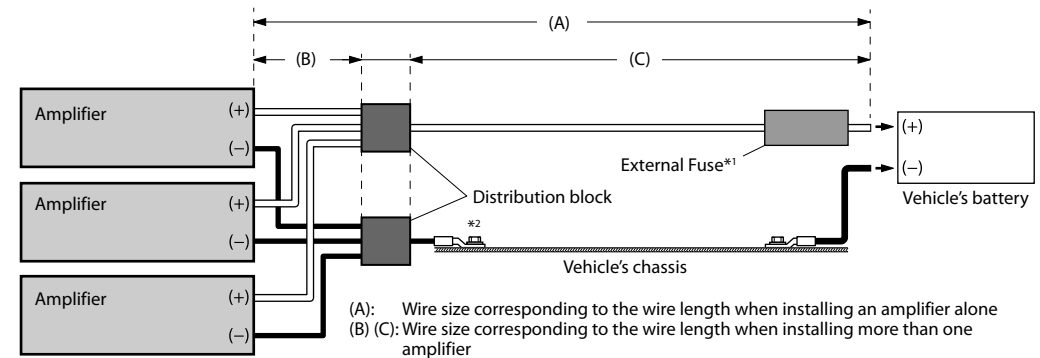 (A)
(B)
(C)
Amplifier
(+)
(−)
(+)
(−)
External Fuse*1
Vehicle's battery
Amplifier
(+)
(−)
Distribution block
*2
Vehicle's chassis
Amplifier
(+)
(−)
(A): Wire size corresponding to the wire length when installing an amplifier alone
(B) (C): Wire size corresponding to the wire length when installing more than one
amplifier